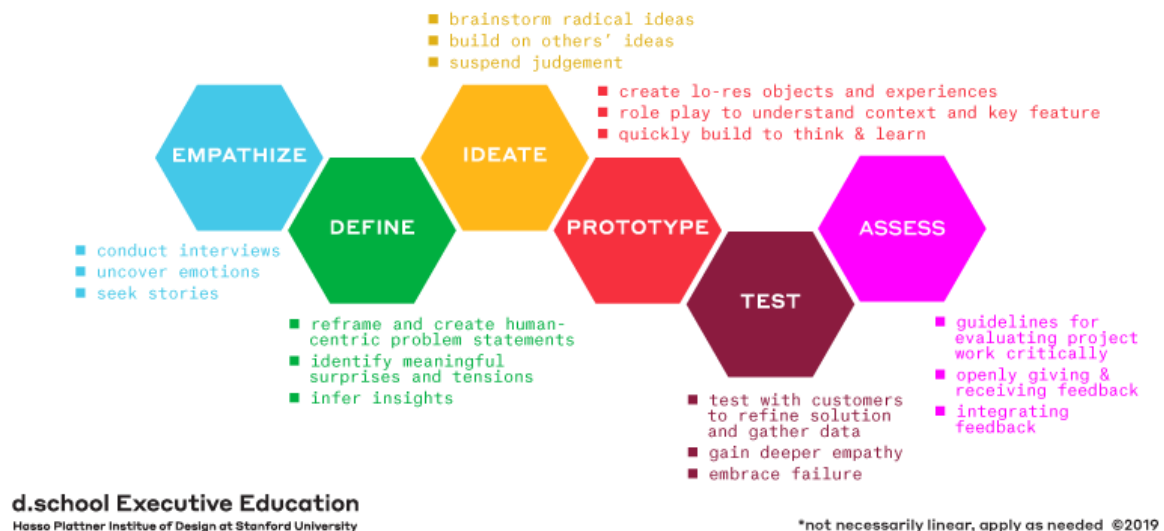 ■ brainstorm radical ideas
■ build on others' ideas
■ suspend judgement
■ create lo-res objects and experiences
■ role play to understand context and key feature
■ quickly build to think & learn
EMPATHIZE
IDEATE
DEFINE
PROTOTYPE
ASSESS
TEST
■ conduct interviews
■ uncover emotions
■ seek stories
■ reframe and create human-
centric problem statements
■ identify meaningful
surprises and tensions
■ infer insights
■ test with customers
to refine solution
and gather data
■ gain deeper empathy
■ embrace failure
■ guidelines for
evaluating project
work critically
■ openly giving &
receiving feedback
■ integrating
feedback
d.school Executive Education
Hasso Plattner Institue of Design at Stanford University
*not necessarily linear, apply as needed ©2019